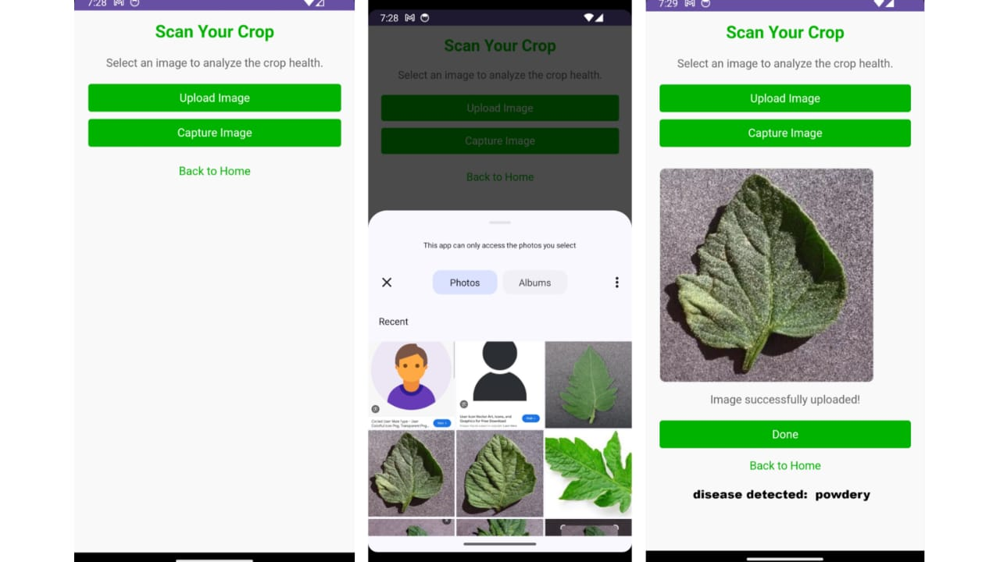 7:28
Scan Your Crop
Select an image to analyze the crop health.
Upload Image
Capture Image
Back to Home
7:28
Scan Your Crop
Select an image to analyze the crop health.
Upload Image
Capture Image
Back to Home
This app can only access the photos you select
Photos
Albums
Recent
Circled User Male Type - User
Colorful Icon Png, Transparent Png...
User Icon Vector Art, Icons, and
Graphics for Free Download
7:29
Scan Your Crop
Select an image to analyze the crop health.
Upload Image
Capture Image
Image successfully uploaded!
Done
Back to Home
disease detected: powdery